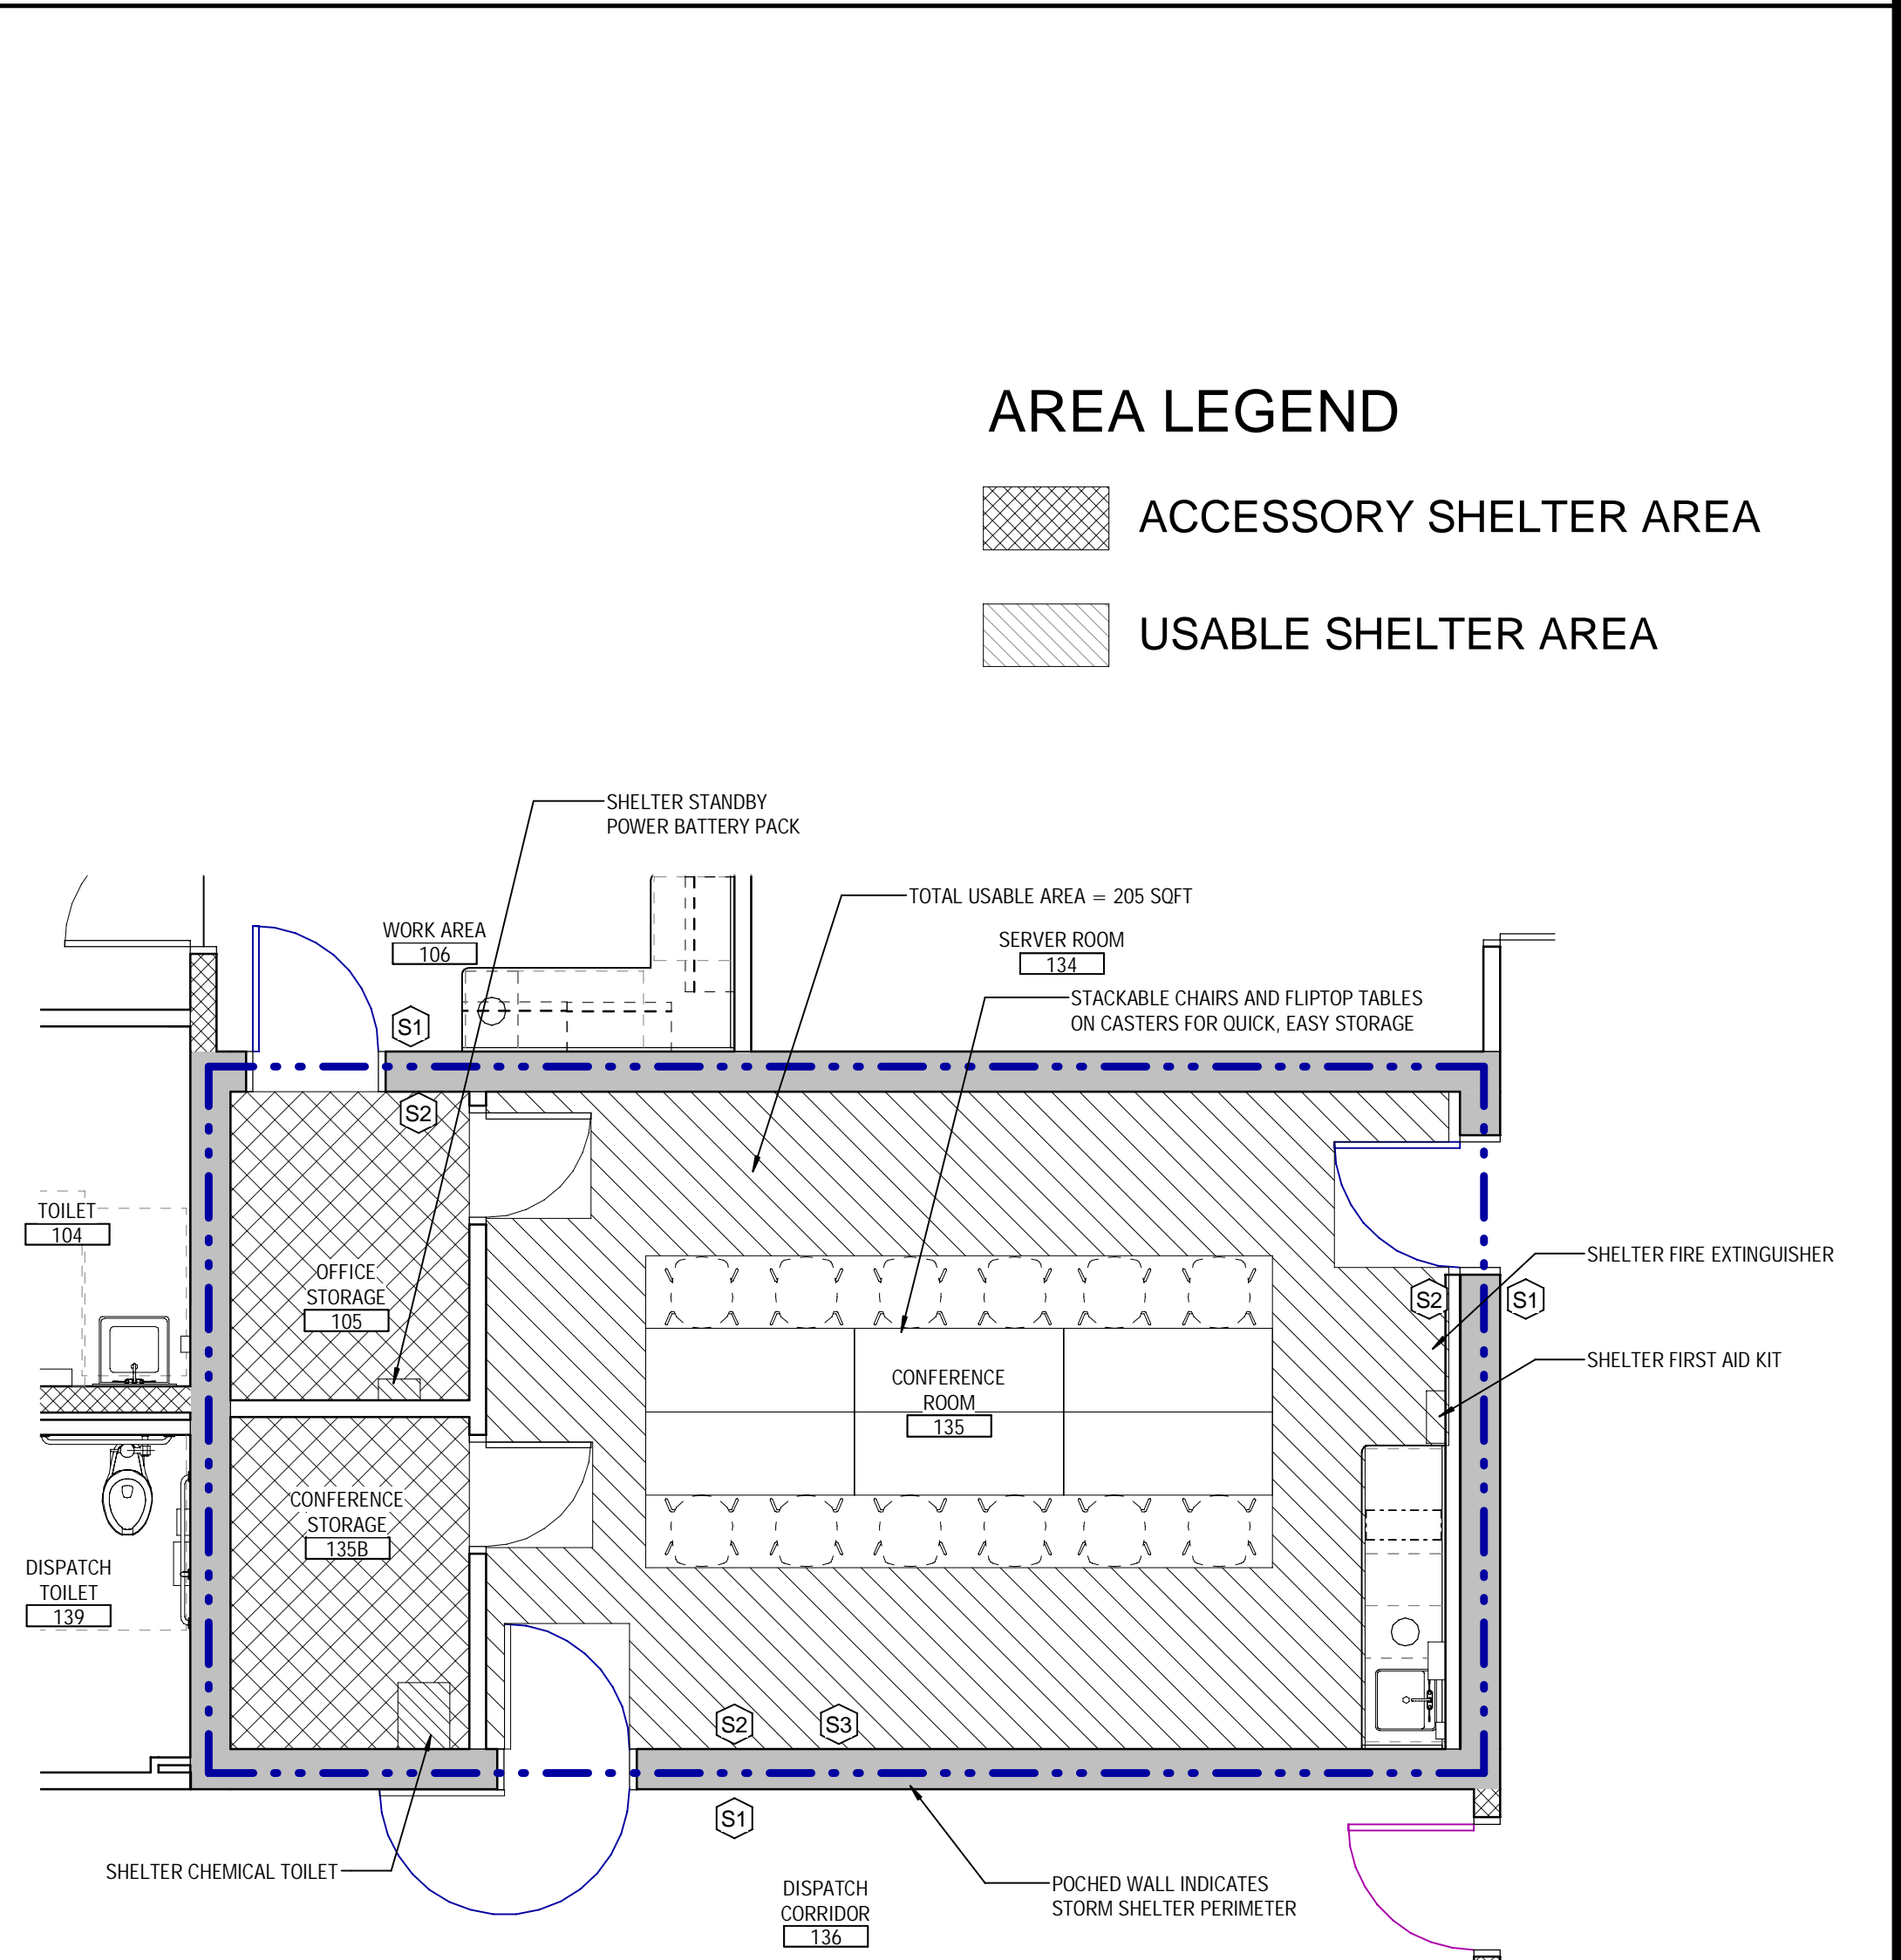 AREA LEGEND
ACCESSORY SHELTER AREA
USABLE SHELTER AREA
SHELTER STANDBY
POWER BATTERY PACK
TOTAL USABLE AREA = 205 SQFT
WORK AREA
106
SERVER ROOM
134
STACKABLE CHAIRS AND FLIPTOP TABLES
ON CASTERS FOR QUICK, EASY STORAGE
S1
S2
TOILET
104
OFFICE
STORAGE
105
SHELTER FIRE EXTINGUISHER
S2
S1
SHELTER FIRST AID KIT
CONFERENCE
ROOM
135
CONFERENCE
STORAGE
135B
DISPATCH
TOILET
139
S2
S3
S1
SHELTER CHEMICAL TOILET
DISPATCH
CORRIDOR
136
POCHED WALL INDICATES
STORM SHELTER PERIMETER